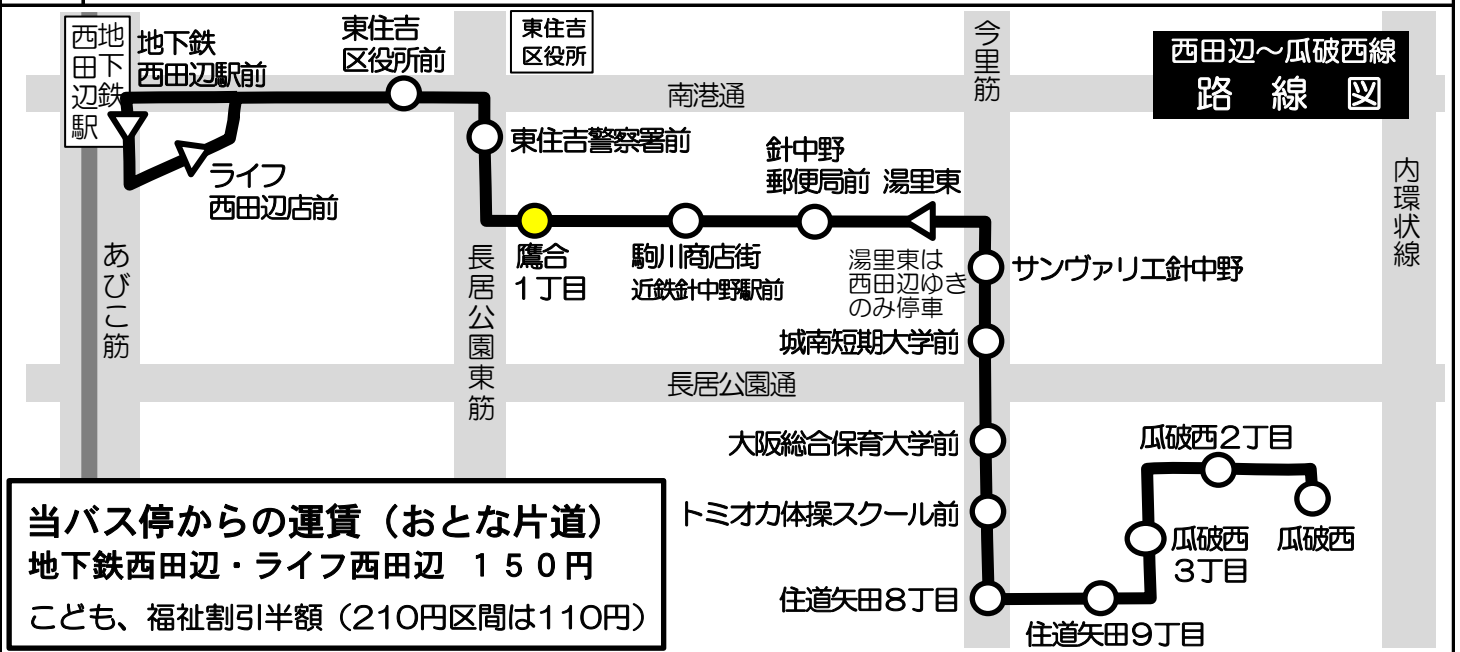 地下鉄
西田辺駅
地下鉄
西田辺駅前
東住吉
区役所前
東住吉
区役所
今里筋
西田辺～瓜破西線
路線図
南港通
東住吉警察署前
ライフ
西田辺店前
針中野
郵便局前
湯里東
内環状線
あびこ筋
長居公園東筋
鷹合
1丁目
駒川商店街
近鉄針中野駅前
湯里東は
西田辺ゆき
のみ停車
サンヴァリエ針中野
城南短期大学前
長居公園通
大阪総合保育大学前
瓜破西2丁目
トミオカ体操スクール前
瓜破西
3丁目
瓜破西
住道矢田8丁目
住道矢田9丁目
当バス停からの運賃（おとな片道）
地下鉄西田辺・ライフ西田辺 １５０円
こども、福祉割引半額（210円区間は110円）